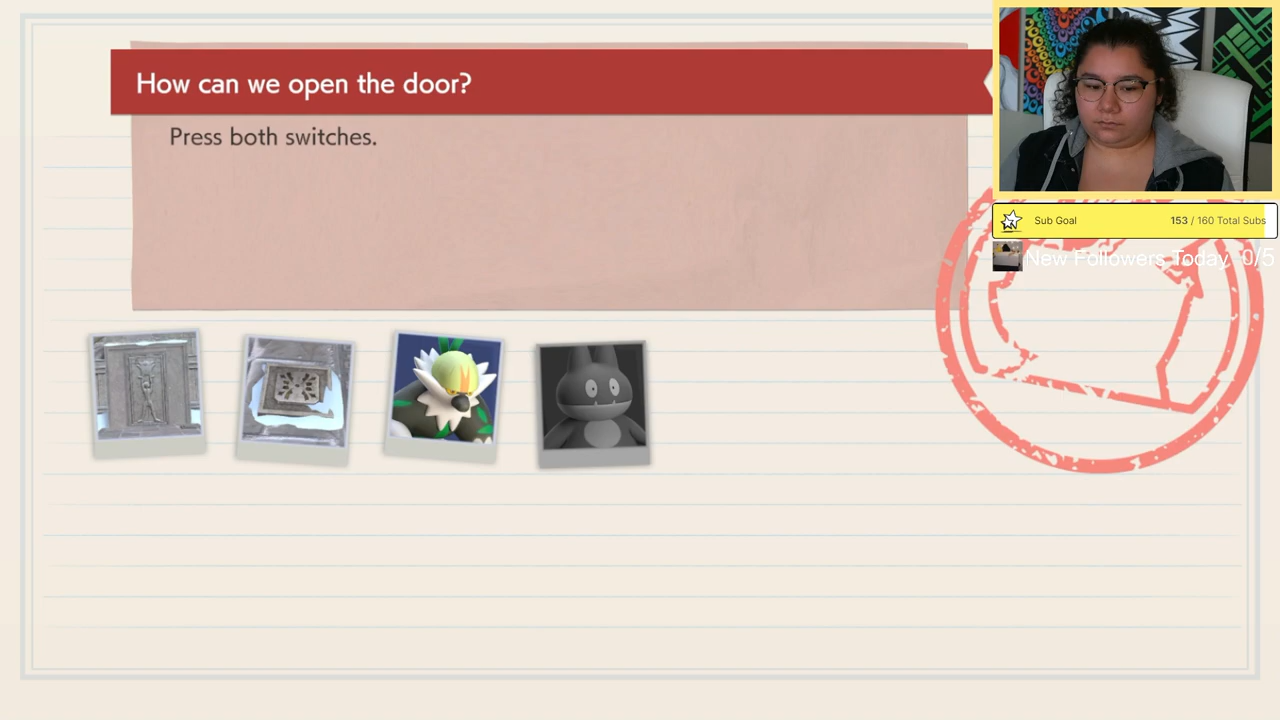 How can we open the door?
Press both switches.
Sub Goal
153 / 160 Total Subs
New Followers Today 0/5